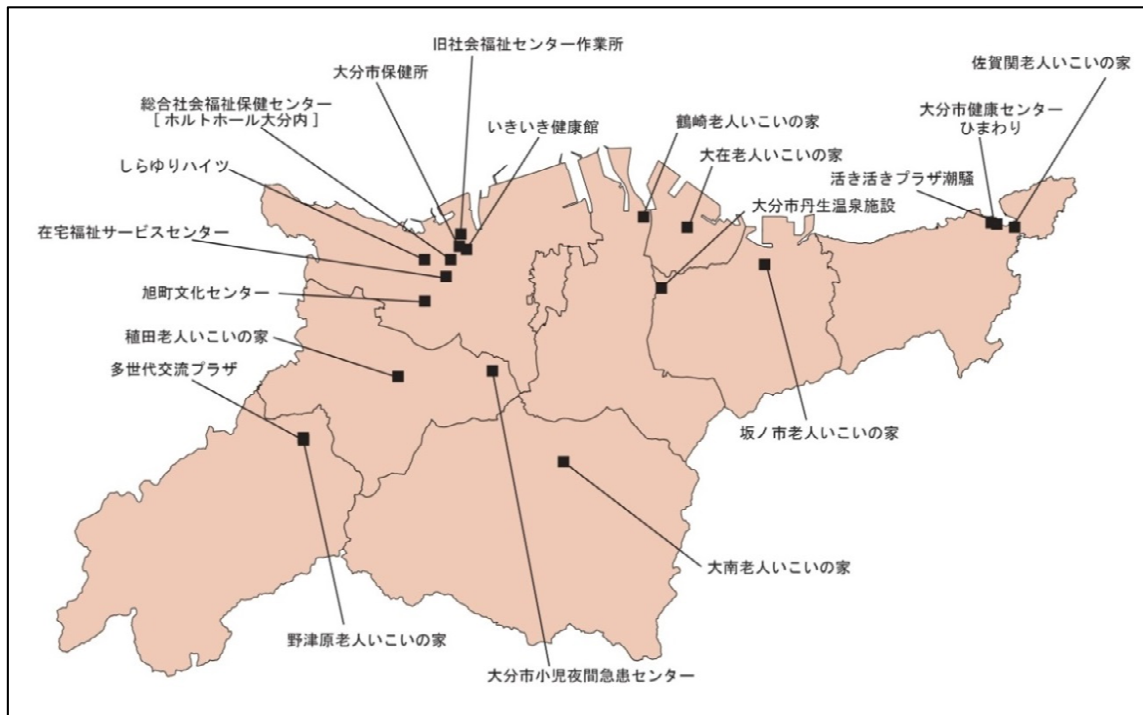 旧社会福祉センター作業所
大分市保健所
佐賀関老人いこいの家
総合社会福祉保健センター
[ ホルトホール大分内 ]
いきいき健康館
鶴崎老人いこいの家
大分市健康センター
ひまわり
しらゆりハイツ
大在老人いこいの家
活き活きプラザ潮騒
大分市丹生温泉施設
在宅福祉サービスセンター
旭町文化センター
稙田老人いこいの家
多世代交流プラザ
坂ノ市老人いこいの家
大南老人いこいの家
野津原老人いこいの家
大分市小児夜間急患センター